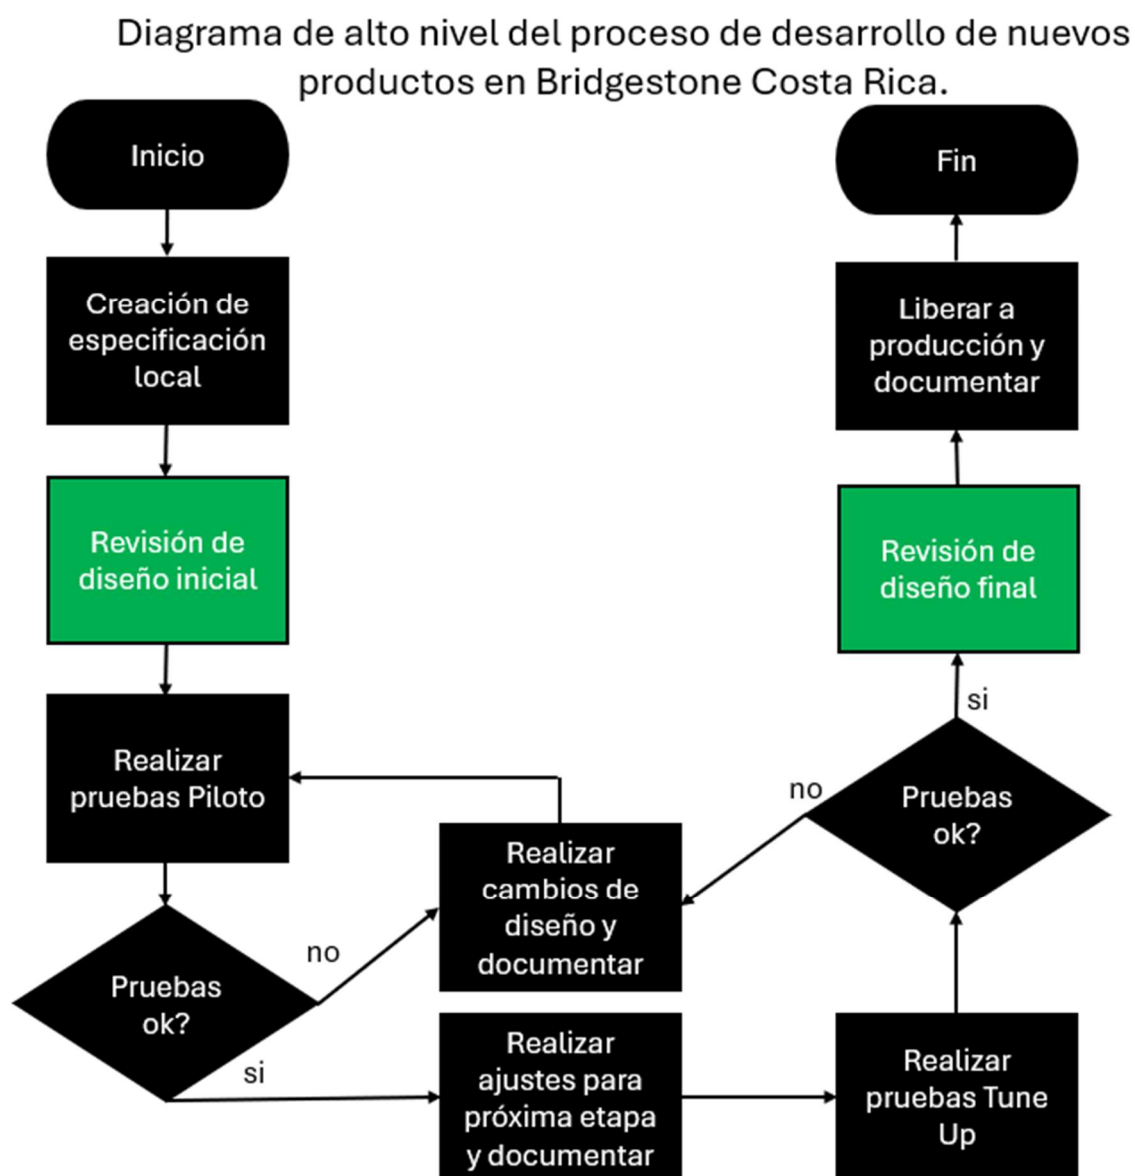 Diagrama de alto nivel del proceso de desarrollo de nuevos
productos en Bridgestone Costa Rica.
Inicio
Creación de
especificación
local
Revisión de
diseño inicial
Realizar
pruebas Piloto
Pruebas
ok?
no
si
Realizar
cambios de
diseño y
documentar
Realizar
ajustes para
próxima etapa
y documentar
Realizar
pruebas Tune
Up
Pruebas
ok?
no
si
Revisión de
diseño final
Liberar a
producción y
documentar
Fin